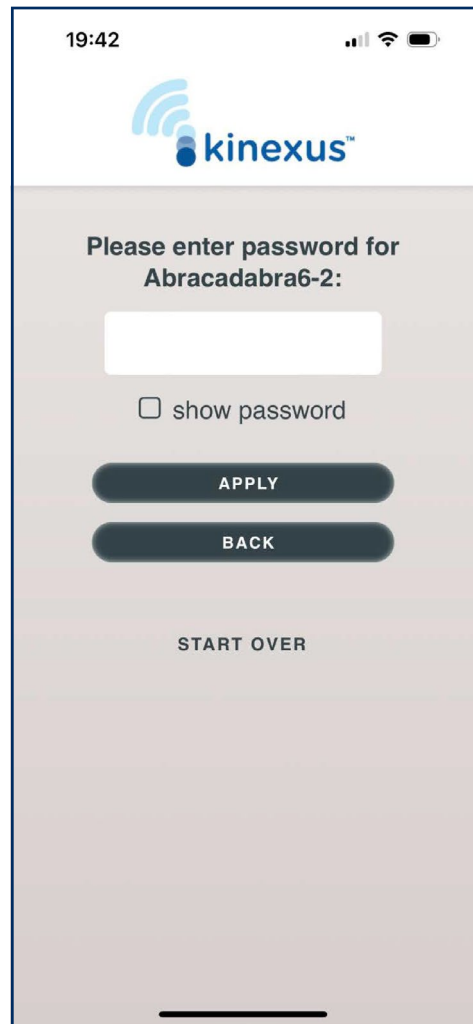 19:42
kinexus™
Please enter password for
Abracadabra6-2:
show password
APPLY
BACK
START OVER